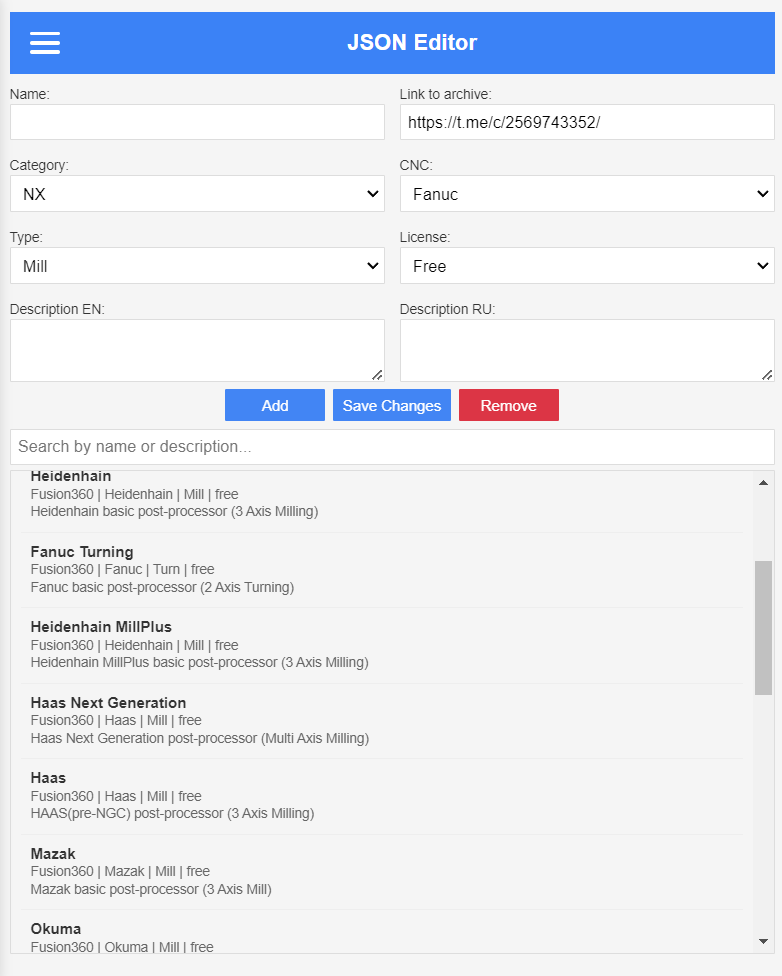 JSON Editor
Name:
Link to archive:
https://t.me/c/2569743352/
Category:
CNC:
NX
Fanuc
Type:
License:
Mill
Free
Description EN:
Description RU:
Add
Save Changes
Remove
Search by name or description...
Heidenhain
Fusion360 | Heidenhain | Mill | free
Heidenhain basic post-processor (3 Axis Milling)
Fanuc Turning
Fusion360 | Fanuc | Turn | free
Fanuc basic post-processor (2 Axis Turning)
Heidenhain MillPlus
Fusion360 | Heidenhain | Mill | free
Heidenhain MillPlus basic post-processor (3 Axis Milling)
Haas Next Generation
Fusion360 | Haas | Mill | free
Haas Next Generation post-processor (Multi Axis Milling)
Haas
Fusion360 | Haas | Mill | free
HAAS(pre-NGC) post-processor (3 Axis Milling)
Mazak
Fusion360 | Mazak | Mill | free
Mazak basic post-processor (3 Axis Mill)
Okuma
Fusion360 | Okuma | Mill | free